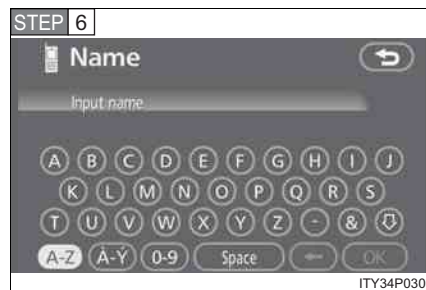 STEP 6
Name
Input name
A B C D E F G H I J
K L M N O P Q R S
T U V W X Y Z - &
A-Z À-Ý 0-9 Space ← OK
ITY34P030